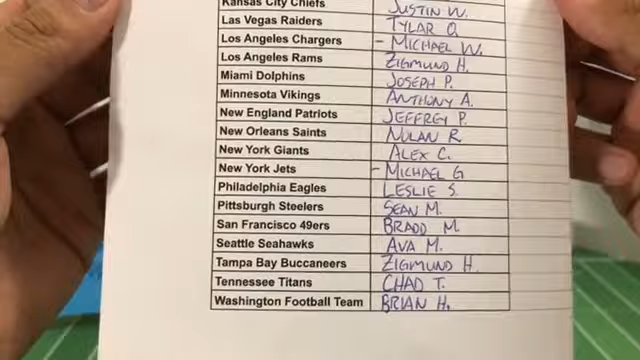 Kansas City Chiefs JUSTIN W.
Las Vegas Raiders TYLAR O.
Los Angeles Chargers - MICHAEL W.
Los Angeles Rams ZIGMUND H.
Miami Dolphins JOSEPH P.
Minnesota Vikings ANTHONY A.
New England Patriots JEFFREY P.
New Orleans Saints NOLAN R.
New York Giants ALEX C.
New York Jets - MICHAEL G
Philadelphia Eagles LESLIE S.
Pittsburgh Steelers SEAN M.
San Francisco 49ers BRADD M.
Seattle Seahawks AVA M.
Tampa Bay Buccaneers ZIGMUND H.
Tennessee Titans CHAD T.
Washington Football Team BRIAN H.